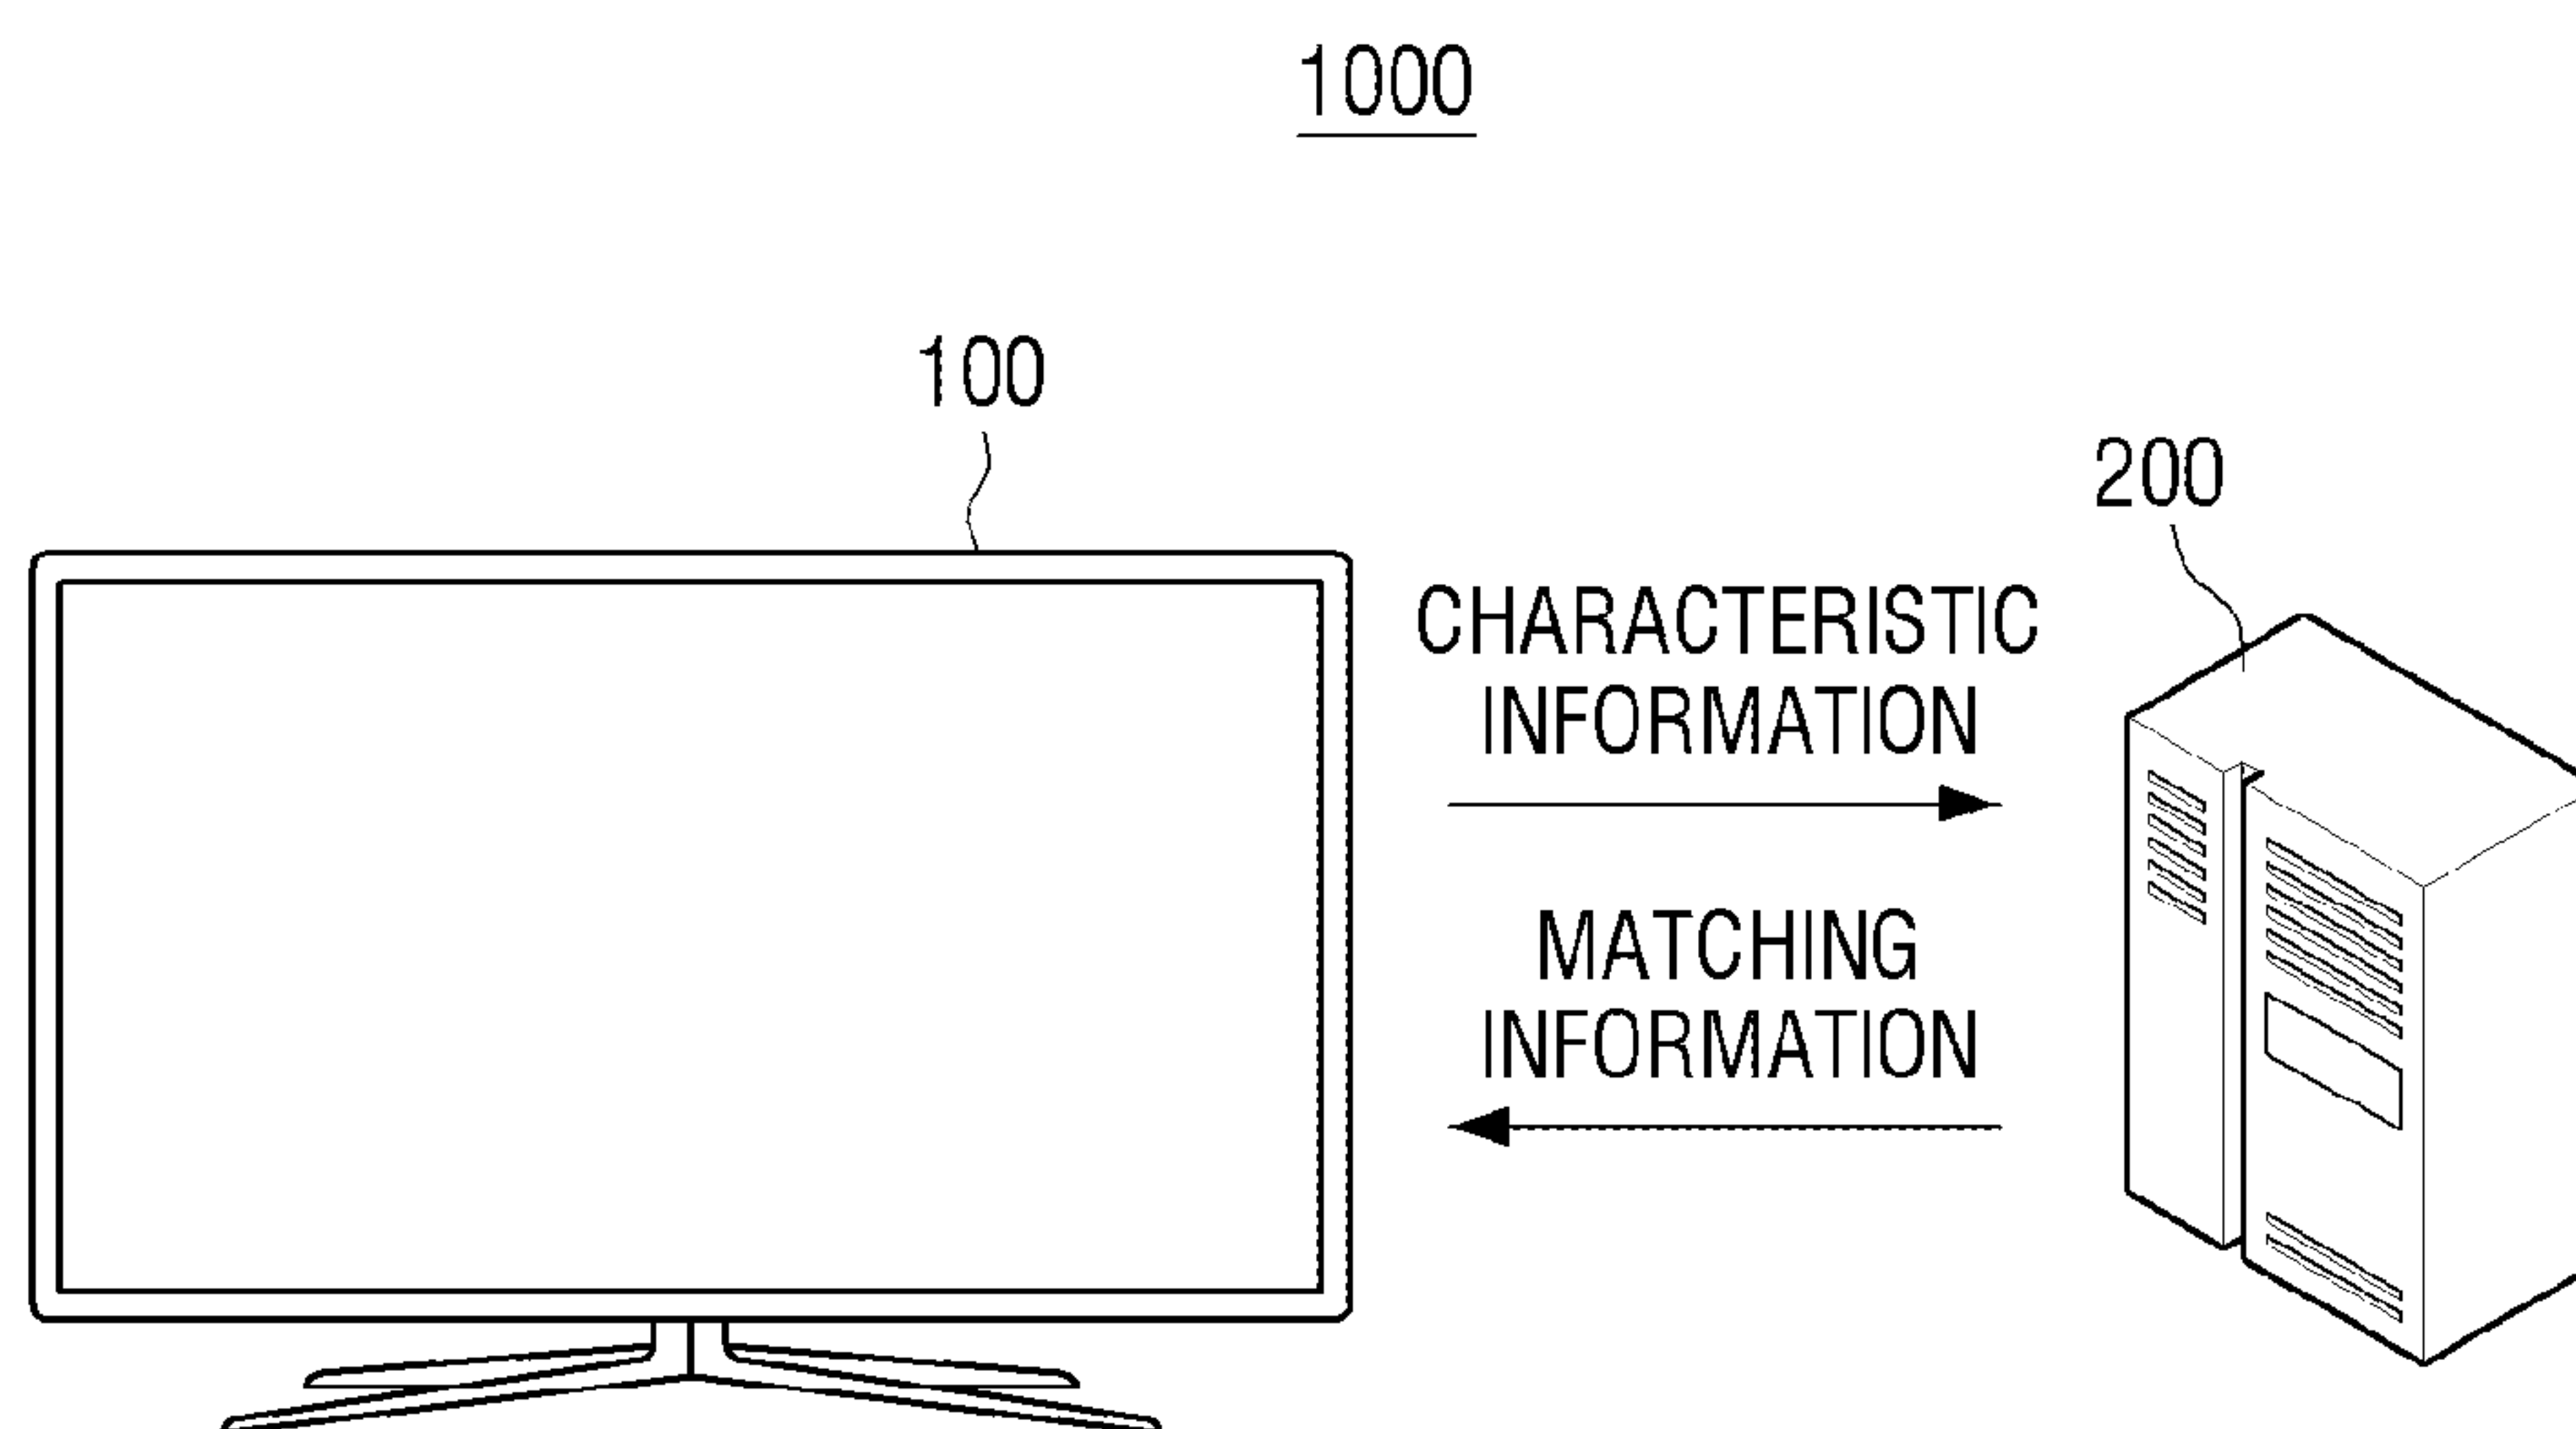 1000
100
200
CHARACTERISTIC
INFORMATION
MATCHING
INFORMATION